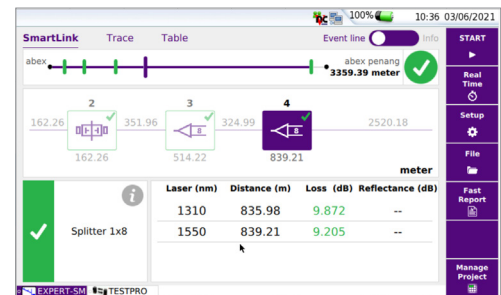 100% 10:36 03/06/2021
SmartLink Trace Table Event line Info
START
abex
abex penang
3359.39 meter
Real
Time
Setup
2 3 4
162.26 351.96 324.99 2520.18
8 8
162.26 514.22 839.21
meter
File
Fast
Report
Laser (nm) Distance (m) Loss (dB) Reflectance (dB)
1310 835.98 9.872 --
Splitter 1x8
1550 839.21 9.205 --
Manage
Project
EXPERT-SM TESTPRO